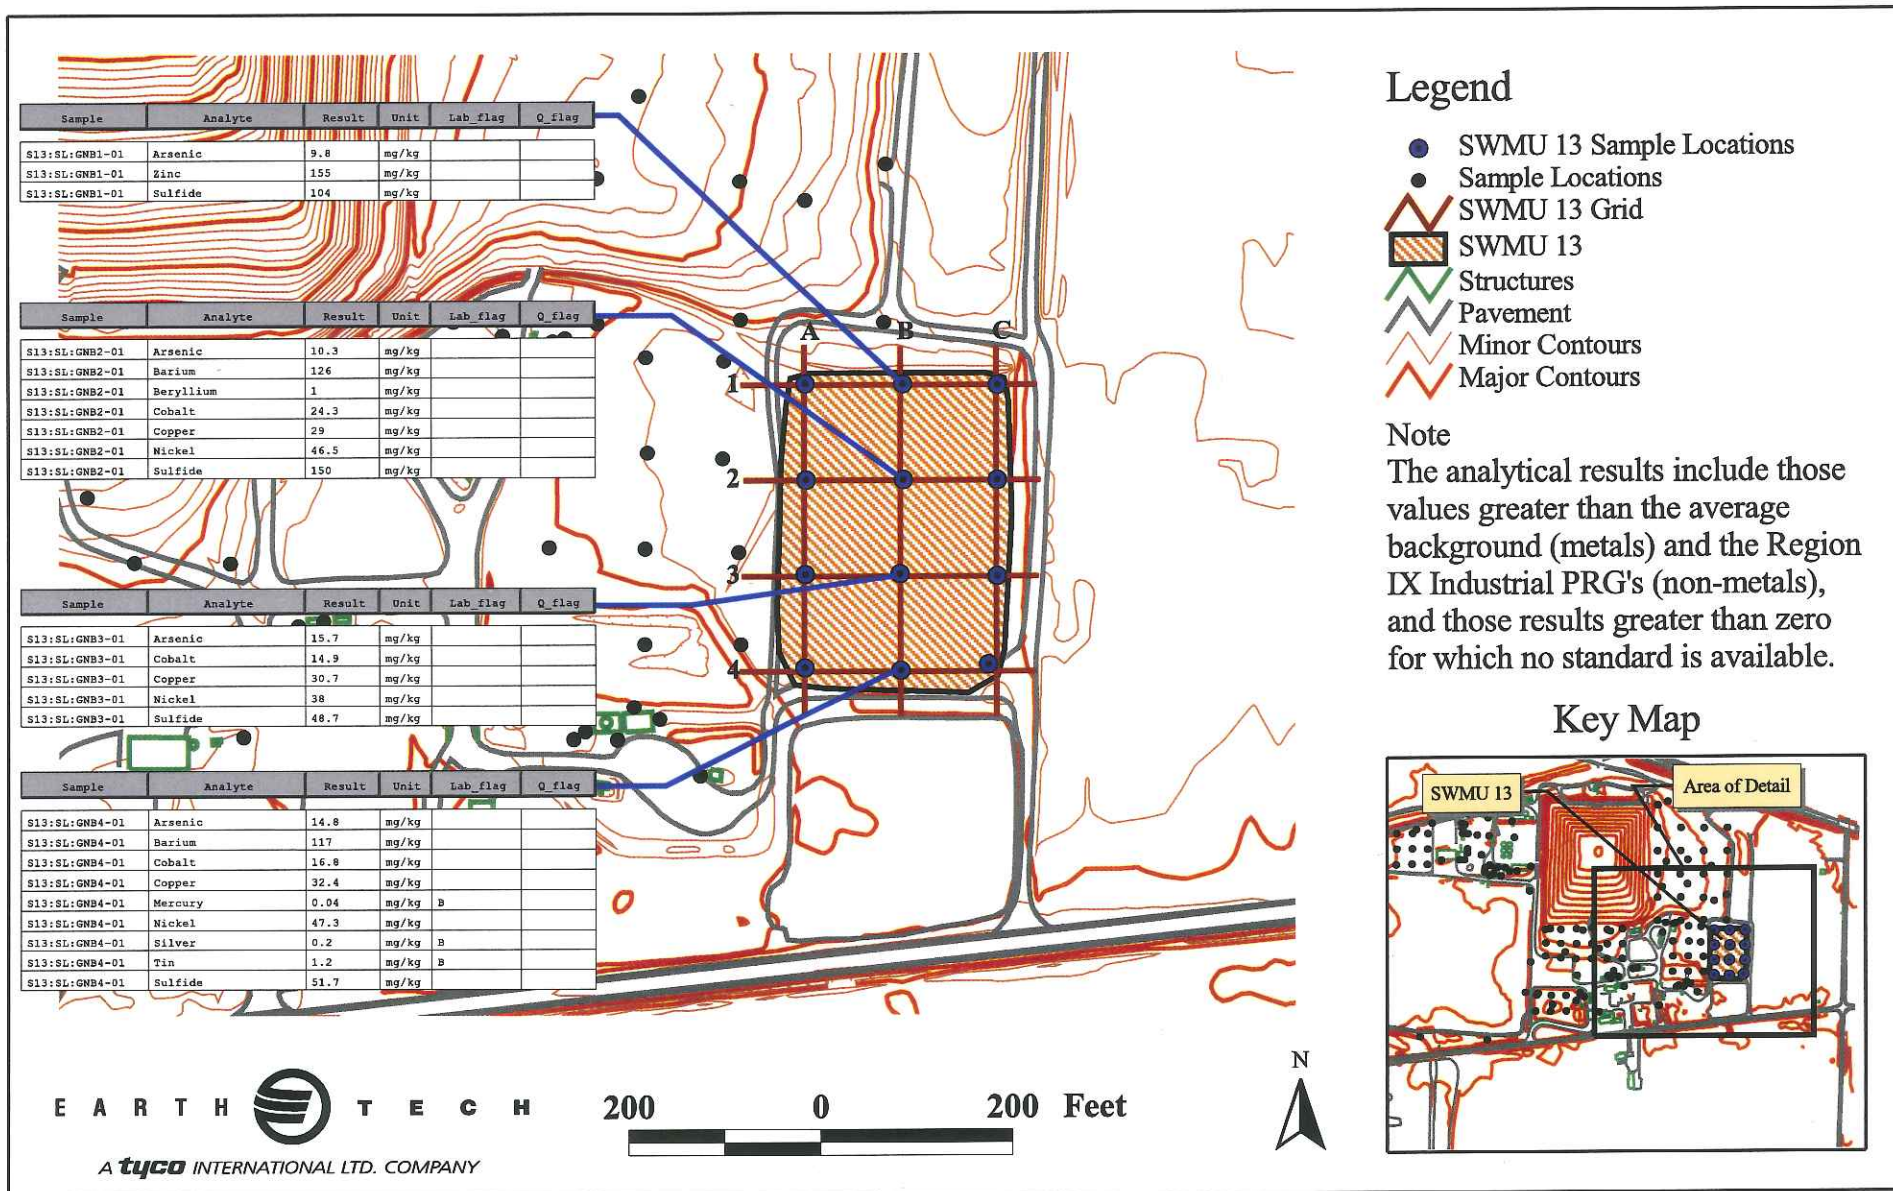 Sample Analyte Result Unit Lab_flag Q_flag
S13:SL:GNB1-01 Arsenic 9.8 mg/kg
S13:SL:GNB1-01 Zinc 155 mg/kg
S13:SL:GNB1-01 Sulfide 104 mg/kg
Sample Analyte Result Unit Lab_flag Q_flag
S13:SL:GNB2-01 Arsenic 10.3 mg/kg
S13:SL:GNB2-01 Barium 126 mg/kg
S13:SL:GNB2-01 Beryllium 1 mg/kg
S13:SL:GNB2-01 Cobalt 24.3 mg/kg
S13:SL:GNB2-01 Copper 29 mg/kg
S13:SL:GNB2-01 Nickel 46.5 mg/kg
S13:SL:GNB2-01 Sulfide 150 mg/kg
Sample Analyte Result Unit Lab_flag Q_flag
S13:SL:GNB3-01 Arsenic 15.7 mg/kg
S13:SL:GNB3-01 Cobalt 14.9 mg/kg
S13:SL:GNB3-01 Copper 30.7 mg/kg
S13:SL:GNB3-01 Nickel 38 mg/kg
S13:SL:GNB3-01 Sulfide 48.7 mg/kg
Sample Analyte Result Unit Lab_flag Q_flag
S13:SL:GNB4-01 Arsenic 14.8 mg/kg
S13:SL:GNB4-01 Barium 117 mg/kg
S13:SL:GNB4-01 Cobalt 16.8 mg/kg
S13:SL:GNB4-01 Copper 32.4 mg/kg
S13:SL:GNB4-01 Mercury 0.04 mg/kg B
S13:SL:GNB4-01 Nickel 47.3 mg/kg
S13:SL:GNB4-01 Silver 0.2 mg/kg B
S13:SL:GNB4-01 Tin 1.2 mg/kg B
S13:SL:GNB4-01 Sulfide 51.7 mg/kg
A B C
1
2
3
4
Legend
SWMU 13 Sample Locations
Sample Locations
SWMU 13 Grid
SWMU 13
Structures
Pavement
Minor Contours
Major Contours
Note
The analytical results include those
values greater than the average
background (metals) and the Region
IX Industrial PRG's (non-metals),
and those results greater than zero
for which no standard is available.
Key Map
SWMU 13
Area of Detail
EARTH TECH
A tyco INTERNATIONAL LTD. COMPANY
200 0 200 Feet
N